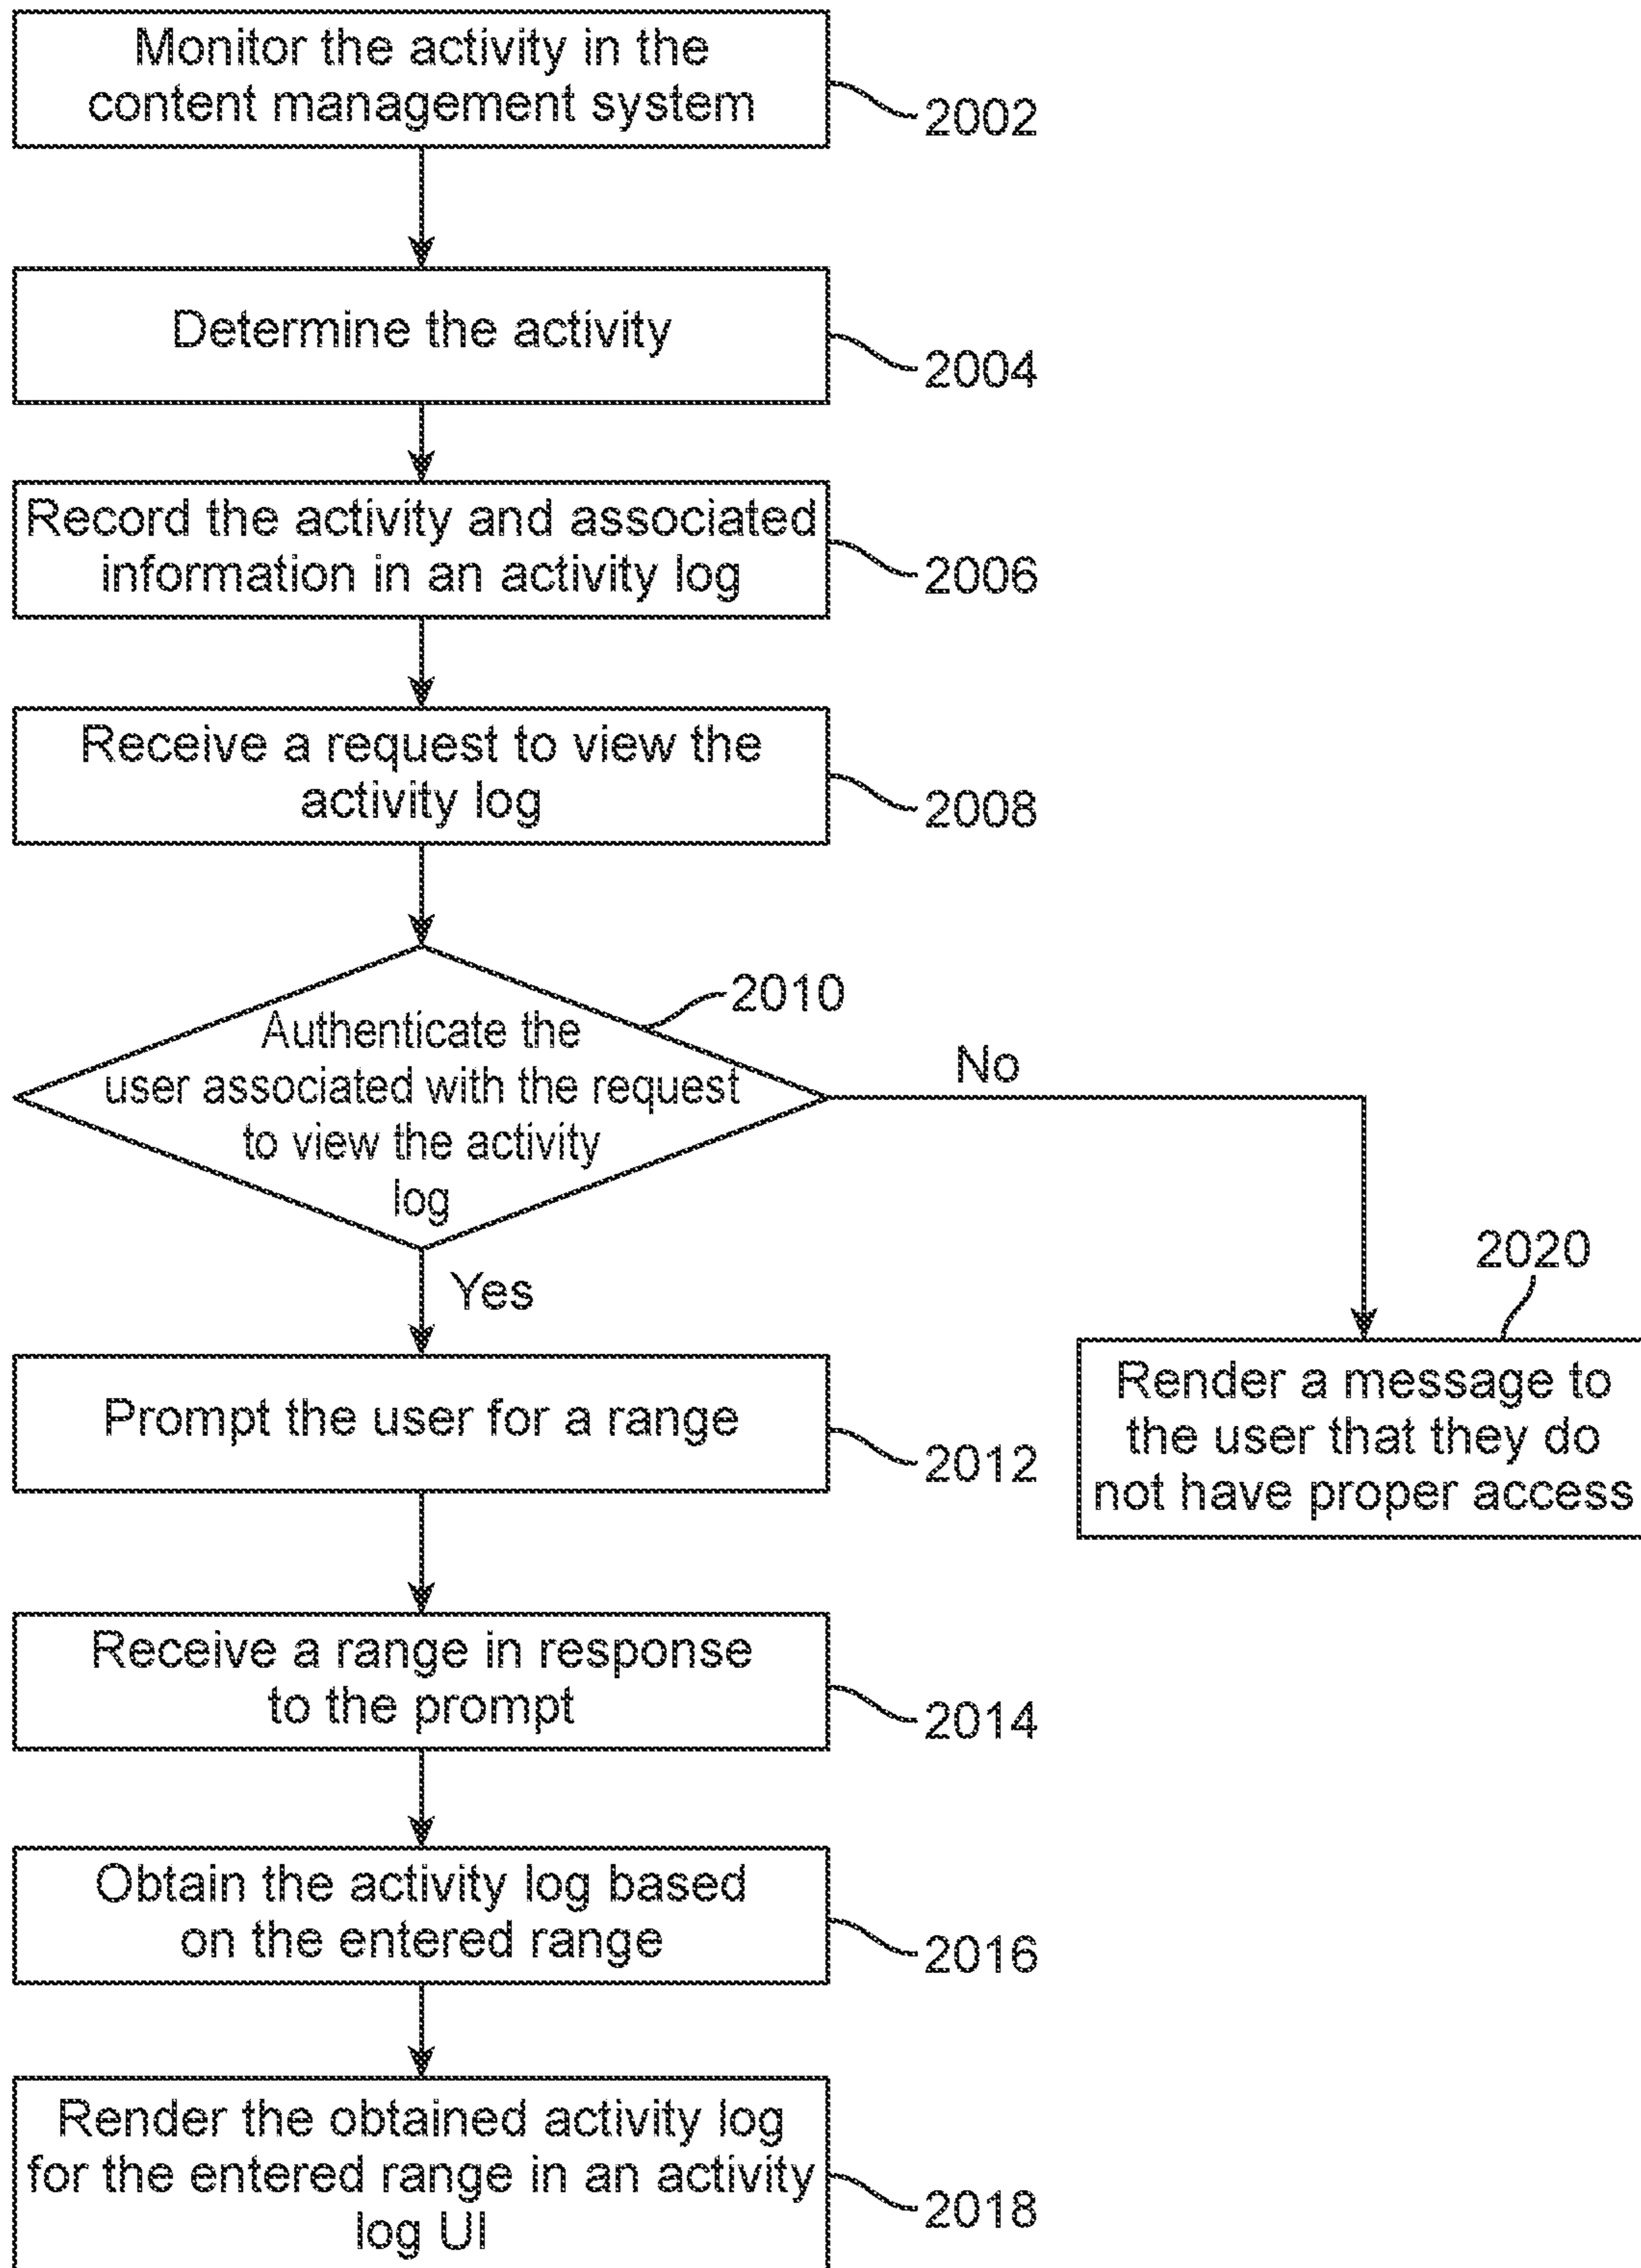 Monitor the activity in the
content management system
2002
Determine the activity
2004
Record the activity and associated
information in an activity log
2006
Receive a request to view the
activity log
2008
2010
Authenticate the
user associated with the request
to view the activity
log
No
Yes
2020
Render a message to
the user that they do
not have proper access
Prompt the user for a range
2012
Receive a range in response
to the prompt
2014
Obtain the activity log based
on the entered range
2016
Render the obtained activity log
for the entered range in an activity
log UI
2018